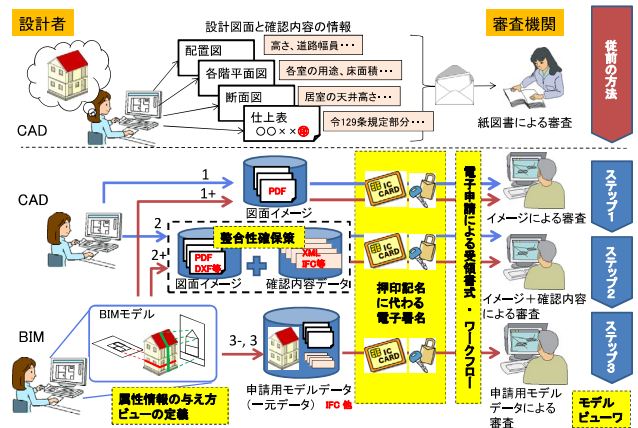 設計者
設計図面と確認内容の情報
審査機関
従前の方法
配置図
高さ、道路幅員・・・
各階平面図
各室の用途、床面積・・・
断面図
居室の天井高さ・・・
仕上表
〇〇××㊞
令129条規定部分・・・
CAD
紙図書による審査
CAD
1
1+
PDF
図面イメージ
IC
CARD
電子申請による受領書式・ワークフロー
イメージによる審査
ステップ1
2
2+
整合性確保策
PDF
DXF等
XML
IFC等
図面イメージ
確認内容データ
IC
CARD
押印記名
に代わる
電子署名
イメージ+確認内容
による審査
ステップ2
BIM
BIMモデル
3-, 3
申請用モデルデータ
(一元データ) IFC 他
IC
CARD
申請用モデル
データによる
審査
ステップ3
属性情報の与え方
ビューの定義
モデル
ビューワ